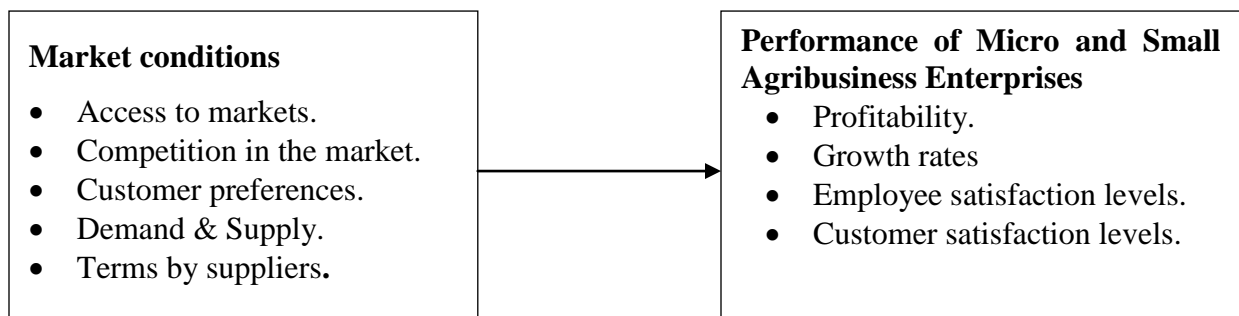 Market conditions
• Access to markets.
• Competition in the market.
• Customer preferences.
• Demand & Supply.
• Terms by suppliers.
Performance of Micro and Small
Agribusiness Enterprises
• Profitability.
• Growth rates
• Employee satisfaction levels.
• Customer satisfaction levels.